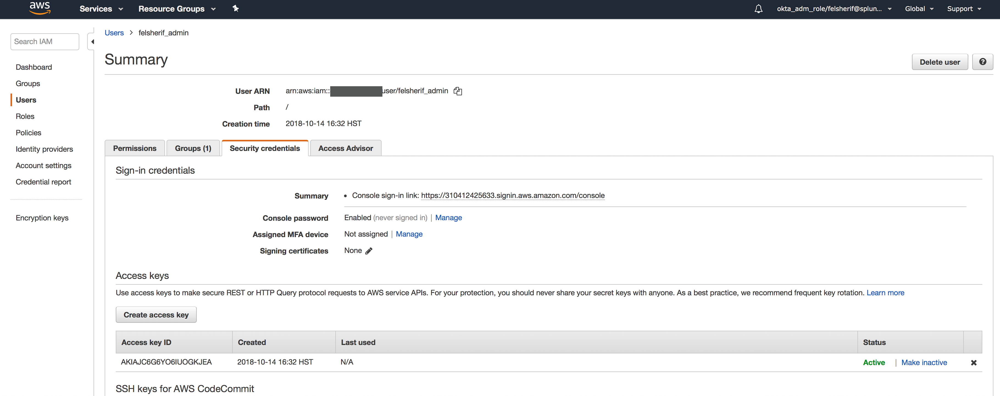 aws Services Resource Groups okta_adm_role/felsherif@splun... Global Support
Search IAM
Dashboard
Groups
Users
Roles
Policies
Identity providers
Account settings
Credential report
Encryption keys
Users > felsherif_admin
Summary
Delete user
User ARN arn:aws:iam:: user/felsherif_admin
Path /
Creation time 2018-10-14 16:32 HST
Permissions Groups (1) Security credentials Access Advisor
Sign-in credentials
Summary • Console sign-in link: https://310412425633.signin.aws.amazon.com/console
Console password Enabled (never signed in) | Manage
Assigned MFA device Not assigned | Manage
Signing certificates None
Access keys
Use access keys to make secure REST or HTTP Query protocol requests to AWS service APIs. For your protection, you should never share your secret keys with anyone. As a best practice, we recommend frequent key rotation. Learn more
Create access key
Access key ID Created Last used Status
AKIAJC6G6YO6IUOGKJEA 2018-10-14 16:32 HST N/A Active | Make inactive
SSH keys for AWS CodeCommit